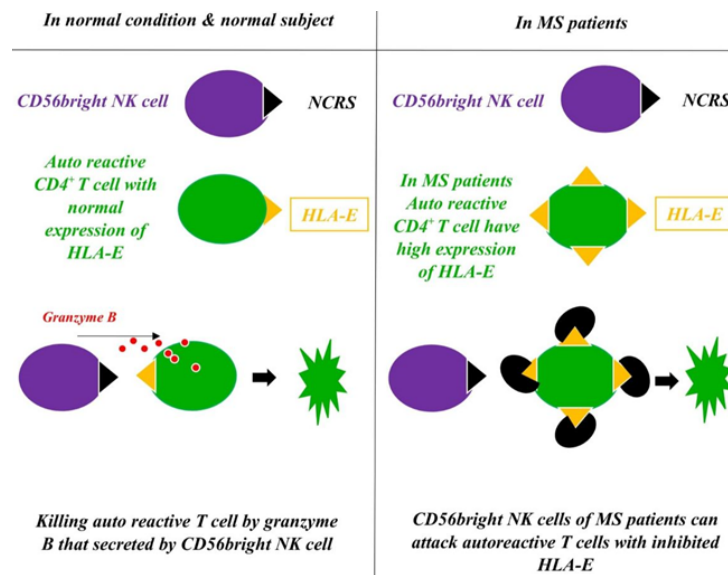 In normal condition & normal subject
CD56bright NK cell
NCRS
Auto reactive
CD4+ T cell with
normal
expression of
HLA-E
HLA-E
Granzyme B
Killing auto reactive T cell by granzyme
B that secreted by CD56bright NK cell
In MS patients
CD56bright NK cell
NCRS
In MS patients
Auto reactive
CD4+ T cell have
high expression
of HLA-E
HLA-E
CD56bright NK cells of MS patients can
attack autoreactive T cells with inhibited
HLA-E